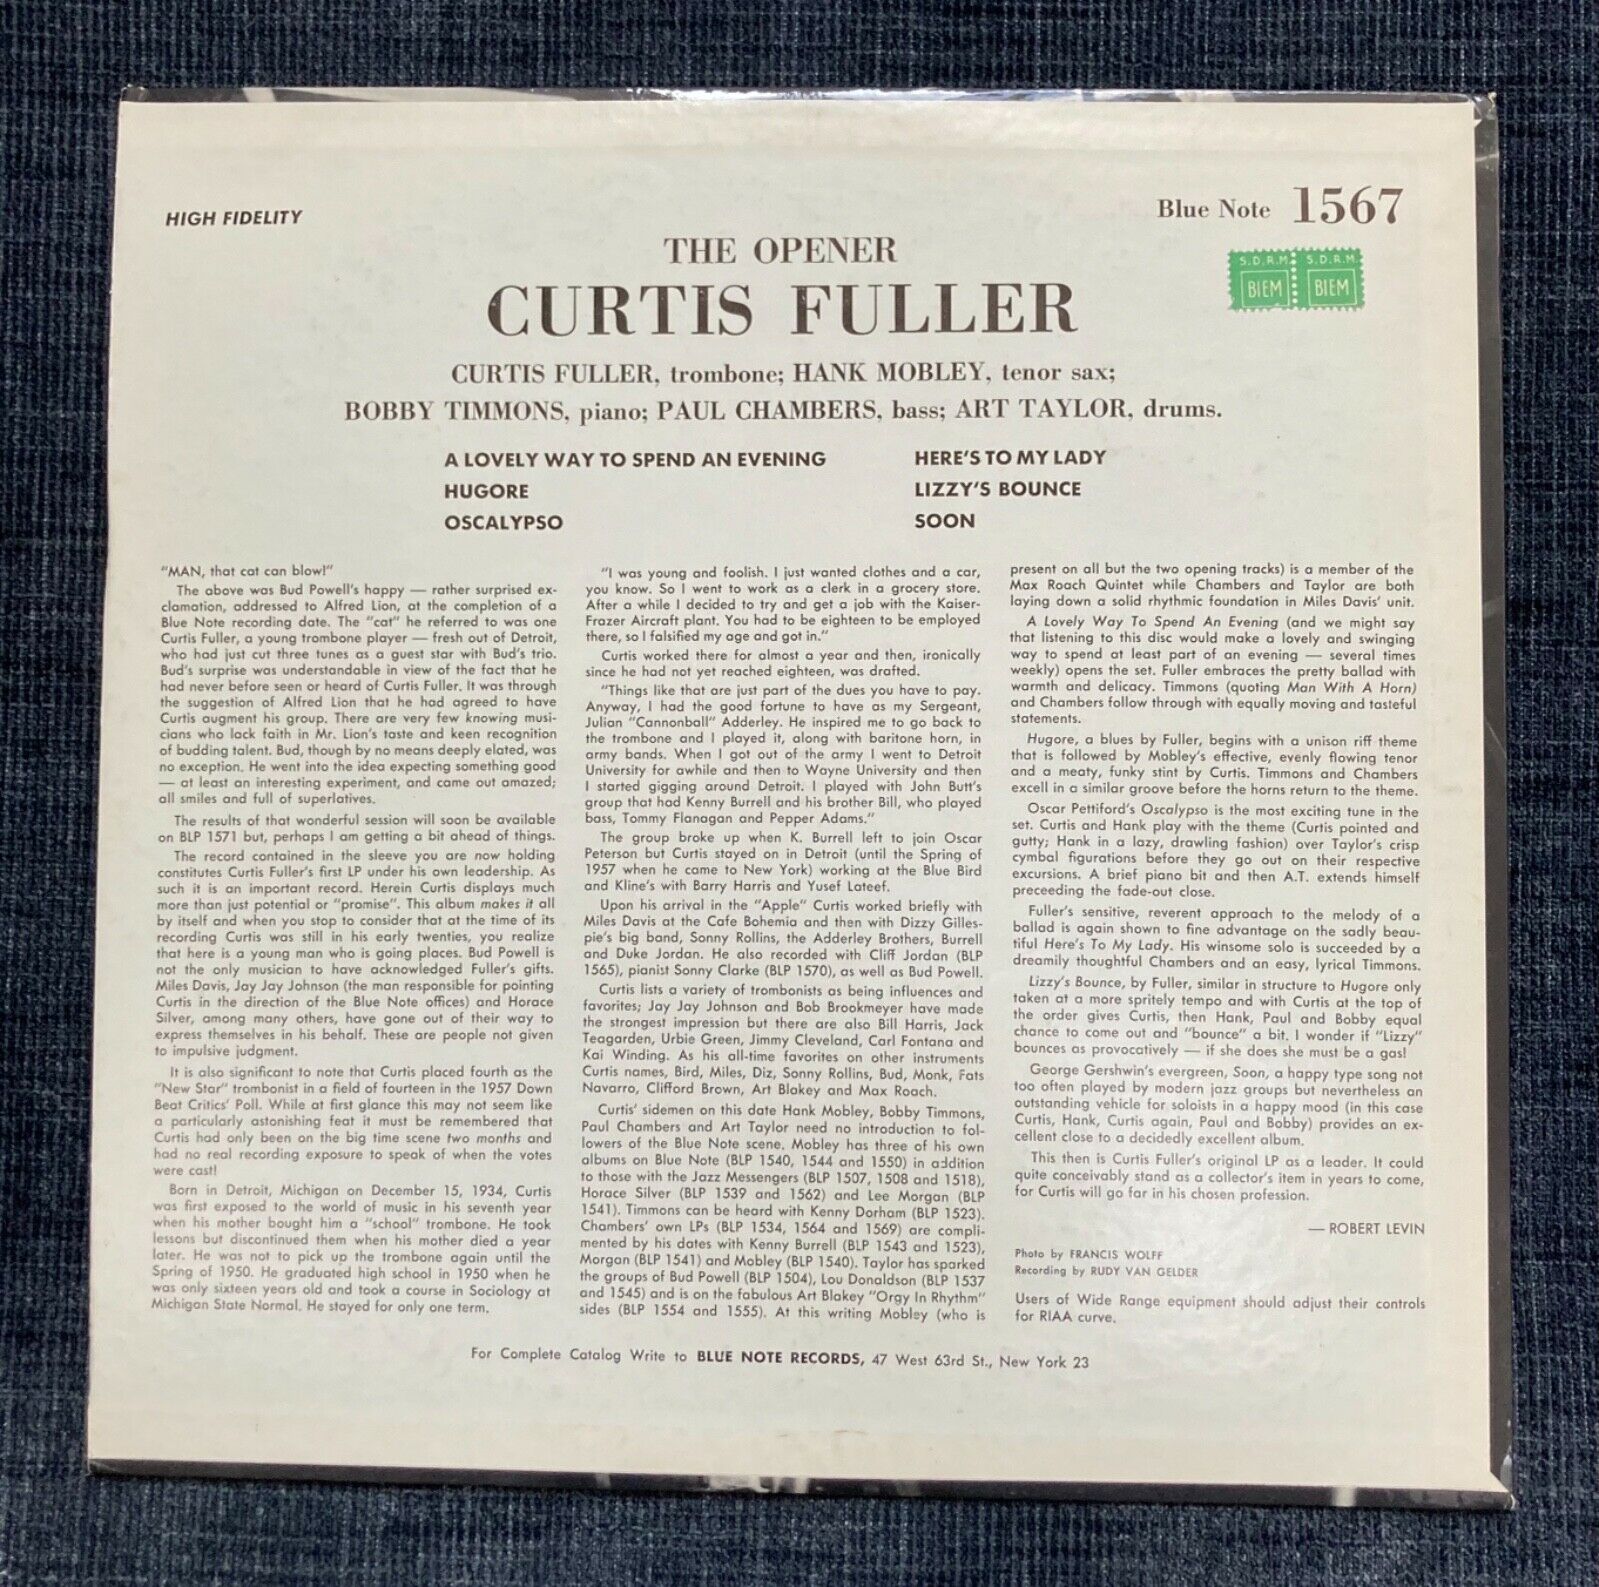 HIGH FIDELITY
Blue Note 1567
S.D.R.M. S.D.R.M.
BIEM BIEM
THE OPENER
CURTIS FULLER
CURTIS FULLER, trombone; HANK MOBLEY, tenor sax;
BOBBY TIMMONS, piano; PAUL CHAMBERS, bass; ART TAYLOR, drums.
A LOVELY WAY TO SPEND AN EVENING
HUGORE
OSCALYPSO
HERE'S TO MY LADY
LIZZY'S BOUNCE
SOON
"MAN, that cat can blow!"
The above was Bud Powell's happy — rather surprised ex-
clamation, addressed to Alfred Lion, at the completion of a
Blue Note recording date. The "cat" he referred to was one
Curtis Fuller, a young trombone player — fresh out of Detroit,
who had just cut three tunes as a guest star with Bud's trio.
Bud's surprise was understandable in view of the fact that he
had never before seen or heard of Curtis Fuller. It was through
the suggestion of Alfred Lion that he had agreed to have
Curtis augment his group. There are very few knowing musi-
cians who lack faith in Mr. Lion's taste and keen recognition
of budding talent. Bud, though by no means deeply elated, was
no exception. He went into the idea expecting something good
— at least an interesting experiment, and came out amazed;
all smiles and full of superlatives.
The results of that wonderful session will soon be available
on BLP 1571 but, perhaps I am getting a bit ahead of things.
The record contained in the sleeve you are now holding
constitutes Curtis Fuller's first LP under his own leadership. As
such it is an important record. Herein Curtis displays much
more than just potential or "promise". This album makes it all
by itself and when you stop to consider that at the time of its
recording Curtis was still in his early twenties, you realize
that here is a young man who is going places. Bud Powell is
not the only musician to have acknowledged Fuller's gifts.
Miles Davis, Jay Jay Johnson (the man responsible for pointing
Curtis in the direction of the Blue Note offices) and Horace
Silver, among many others, have gone out of their way to
express themselves in his behalf. These are people not given
to impulsive judgment.
It is also significant to note that Curtis placed fourth as the
"New Star" trombonist in a field of fourteen in the 1957 Down
Beat Critics' Poll. While at first glance this may not seem like
a particularly astonishing feat it must be remembered that
Curtis had only been on the big time scene two months and
had no real recording exposure to speak of when the votes
were cast!
Born in Detroit, Michigan on December 15, 1934, Curtis
was first exposed to the world of music in his seventh year
when his mother bought him a "school" trombone. He took
lessons but discontinued them when his mother died a year
later. He was not to pick up the trombone again until the
Spring of 1950. He graduated high school in 1950 when he
was only sixteen years old and took a course in Sociology at
Michigan State Normal. He stayed for only one term.
"I was young and foolish. I just wanted clothes and a car,
you know. So I went to work as a clerk in a grocery store.
After a while I decided to try and get a job with the Kaiser-
Frazer Aircraft plant. You had to be eighteen to be employed
there, so I falsified my age and got in."
Curtis worked there for almost a year and then, ironically
since he had not yet reached eighteen, was drafted.
"Things like that are just part of the dues you have to pay.
Anyway, I had the good fortune to have as my Sergeant,
Julian "Cannonball" Adderley. He inspired me to go back to
the trombone and I played it, along with baritone horn, in
army bands. When I got out of the army I went to Detroit
University for awhile and then to Wayne University and then
I started gigging around Detroit. I played with John Butt's
group that had Kenny Burrell and his brother Bill, who played
bass, Tommy Flanagan and Pepper Adams."
The group broke up when K. Burrell left to join Oscar
Peterson but Curtis stayed on in Detroit (until the Spring of
1957 when he came to New York) working at the Blue Bird
and Kline's with Barry Harris and Yusef Lateef.
Upon his arrival in the "Apple" Curtis worked briefly with
Miles Davis at the Cafe Bohemia and then with Dizzy Gilles-
pie's big band, Sonny Rollins, the Adderley Brothers, Burrell
and Duke Jordan. He also recorded with Cliff Jordan (BLP
1565), pianist Sonny Clarke (BLP 1570), as well as Bud Powell.
Curtis lists a variety of trombonists as being influences and
favorites; Jay Jay Johnson and Bob Brookmeyer have made
the strongest impression but there are also Bill Harris, Jack
Teagarden, Urbie Green, Jimmy Cleveland, Carl Fontana and
Kai Winding. As his all-time favorites on other instruments
Curtis names, Bird, Miles, Diz, Sonny Rollins, Bud, Monk, Fats
Navarro, Clifford Brown, Art Blakey and Max Roach.
Curtis' sidemen on this date Hank Mobley, Bobby Timmons,
Paul Chambers and Art Taylor need no introduction to fol-
lowers of the Blue Note scene. Mobley has three of his own
albums on Blue Note (BLP 1540, 1544 and 1550) in addition
to those with the Jazz Messengers (BLP 1507, 1508 and 1518),
Horace Silver (BLP 1539 and 1562) and Lee Morgan (BLP
1541). Timmons can be heard with Kenny Dorham (BLP 1523).
Chambers' own LPs (BLP 1534, 1564 and 1569) are compli-
mented by his dates with Kenny Burrell (BLP 1543 and 1523),
Morgan (BLP 1541) and Mobley (BLP 1540). Taylor has sparked
the groups of Bud Powell (BLP 1504), Lou Donaldson (BLP 1537
and 1545) and is on the fabulous Art Blakey "Orgy In Rhythm"
sides (BLP 1554 and 1555). At this writing Mobley (who is
present on all but the two opening tracks) is a member of the
Max Roach Quintet while Chambers and Taylor are both
laying down a solid rhythmic foundation in Miles Davis' unit.
A Lovely Way To Spend An Evening (and we might say
that listening to this disc would make a lovely and swinging
way to spend at least part of an evening — several times
weekly) opens the set. Fuller embraces the pretty ballad with
warmth and delicacy. Timmons (quoting Man With A Horn)
and Chambers follow through with equally moving and tasteful
statements.
Hugore, a blues by Fuller, begins with a unison riff theme
that is followed by Mobley's effective, evenly flowing tenor
and a meaty, funky stint by Curtis. Timmons and Chambers
excell in a similar groove before the horns return to the theme.
Oscar Pettiford's Oscalypso is the most exciting tune in the
set. Curtis and Hank play with the theme (Curtis pointed and
gutty; Hank in a lazy, drawling fashion) over Taylor's crisp
cymbal figurations before they go out on their respective
excursions. A brief piano bit and then A.T. extends himself
preceeding the fade-out close.
Fuller's sensitive, reverent approach to the melody of a
ballad is again shown to fine advantage on the sadly beau-
tiful Here's To My Lady. His winsome solo is succeeded by a
dreamily thoughtful Chambers and an easy, lyrical Timmons.
Lizzy's Bounce, by Fuller, similar in structure to Hugore only
taken at a more spritely tempo and with Curtis at the top of
the order gives Curtis, then Hank, Paul and Bobby equal
chance to come out and "bounce" a bit. I wonder if "Lizzy"
bounces as provocatively — if she does she must be a gas!
George Gershwin's evergreen, Soon, a happy type song not
too often played by modern jazz groups but nevertheless an
outstanding vehicle for soloists in a happy mood (in this case
Curtis, Hank, Curtis again, Paul and Bobby) provides an ex-
cellent close to a decidedly excellent album.
This then is Curtis Fuller's original LP as a leader. It could
quite conceivably stand as a collector's item in years to come,
for Curtis will go far in his chosen profession.
— ROBERT LEVIN
Photo by FRANCIS WOLFF
Recording by RUDY VAN GELDER
Users of Wide Range equipment should adjust their controls
for RIAA curve.
For Complete Catalog Write to BLUE NOTE RECORDS, 47 West 63rd St., New York 23